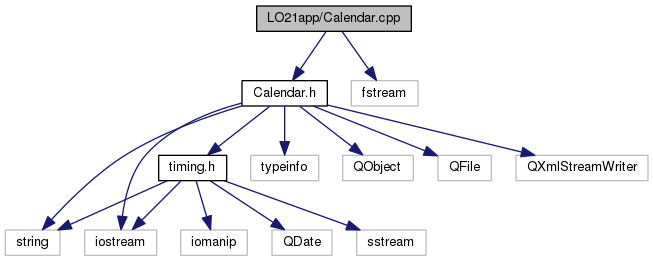 LO21app/Calendar.cpp
Calendar.h
fstream
timing.h
typeinfo
QObject
QFile
QXmlStreamWriter
string
iostream
iomanip
QDate
sstream